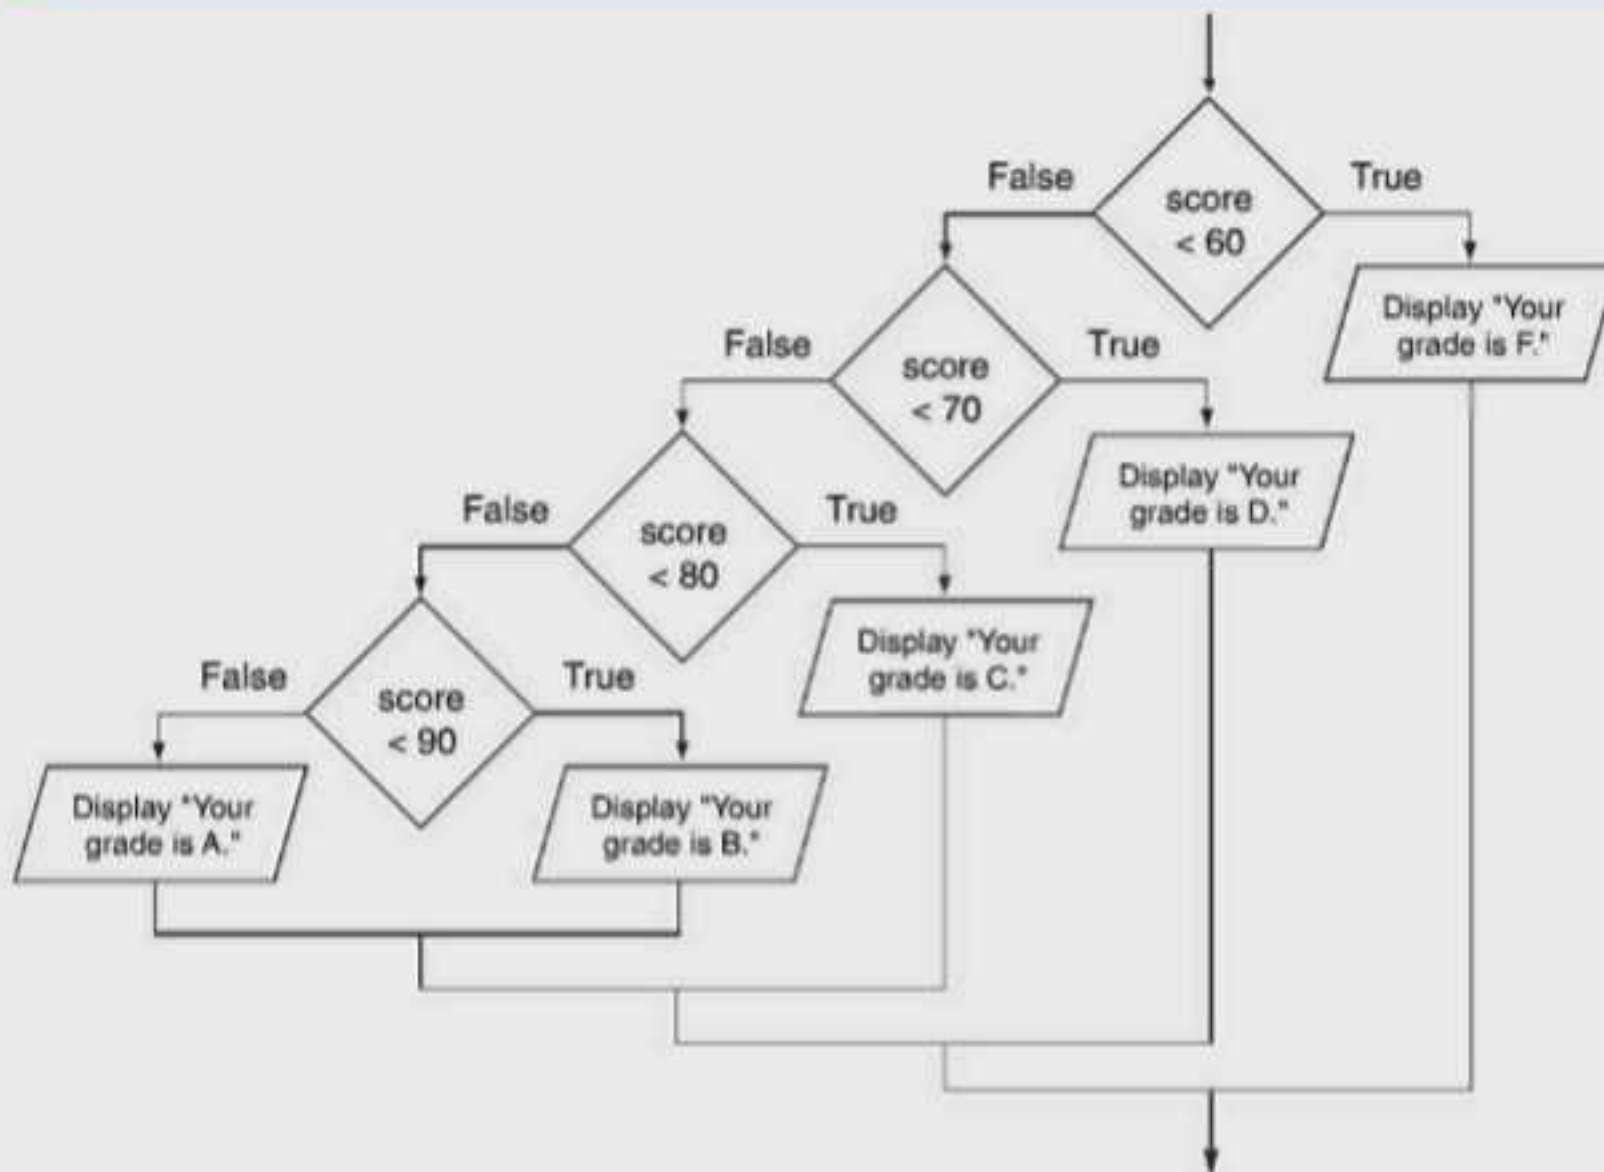 False
True
score
< 60
Display "Your
grade is F."
False
True
score
< 70
Display "Your
grade is D."
False
True
score
< 80
Display "Your
grade is C."
False
True
score
< 90
Display "Your
grade is A."
Display "Your
grade is B."